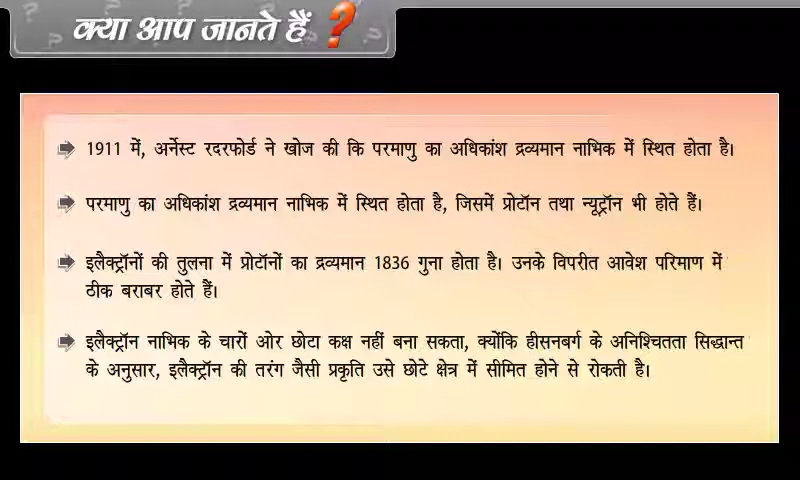 क्या आप जानते हैं ?
1911 में, अर्नेस्ट रदरफोर्ड ने खोज की कि परमाणु का अधिकांश द्रव्यमान नाभिक में स्थित होता है।
परमाणु का अधिकांश द्रव्यमान नाभिक में स्थित होता है, जिसमें प्रोटॉन तथा न्यूट्रॉन भी होते हैं।
इलैक्ट्रॉनों की तुलना में प्रोटॉनों का द्रव्यमान 1836 गुना होता है। उनके विपरीत आवेश परिमाण में
ठीक बराबर होते हैं।
इलैक्ट्रॉन नाभिक के चारों ओर छोटा कक्ष नहीं बना सकता, क्योंकि हीसनबर्ग के अनिश्चितता सिद्धान्त
के अनुसार, इलैक्ट्रॉन की तरंग जैसी प्रकृति उसे छोटे क्षेत्र में सीमित होने से रोकती है।